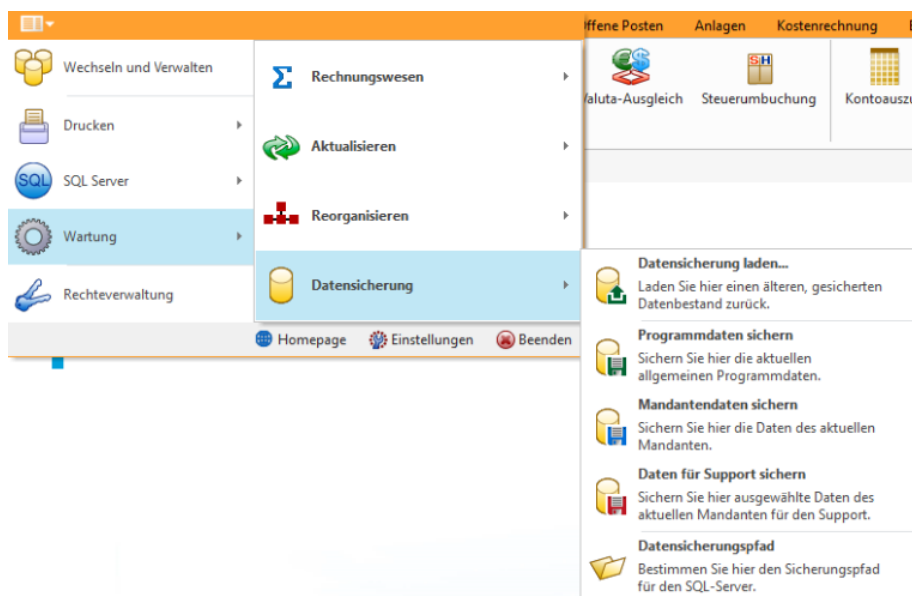 Offene Posten Anlagen Kostenrechnung
Wechseln und Verwalten
Drucken
SQL
SQL Server
Wartung
Rechteverwaltung
Rechnungswesen
Aktualisieren
Reorganisieren
Datensicherung
Homepage Einstellungen Beenden
Valuta-Ausgleich Steuerumbuchung Kontoauszu
SH
Datensicherung laden...
Laden Sie hier einen älteren, gesicherten
Datenbestand zurück.
Programmdaten sichern
Sichern Sie hier die aktuellen
allgemeinen Programmdaten.
Mandantendaten sichern
Sichern Sie hier die Daten des aktuellen
Mandanten.
Daten für Support sichern
Sichern Sie hier ausgewählte Daten des
aktuellen Mandanten für den Support.
Datensicherungspfad
Bestimmen Sie hier den Sicherungspfad
für den SQL-Server.